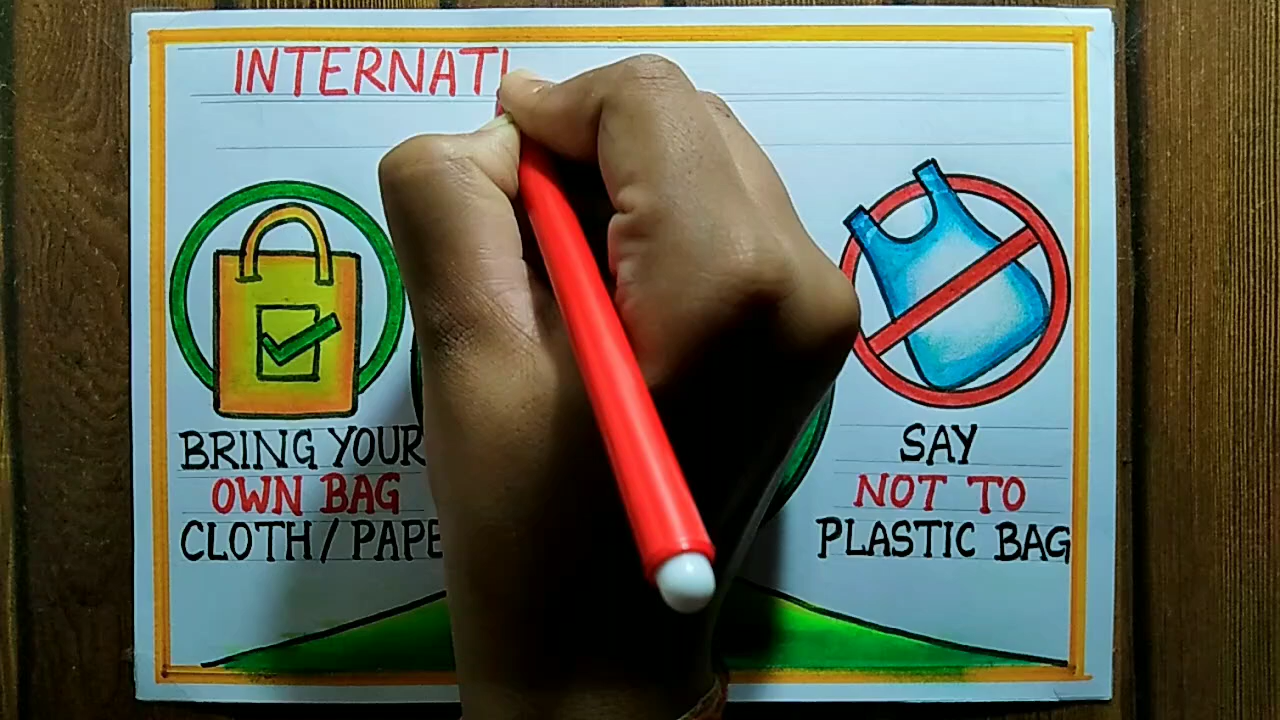 INTERNATI
BRING YOUR
OWN BAG
CLOTH/PAPE
SAY
NOT TO
PLASTIC BAG